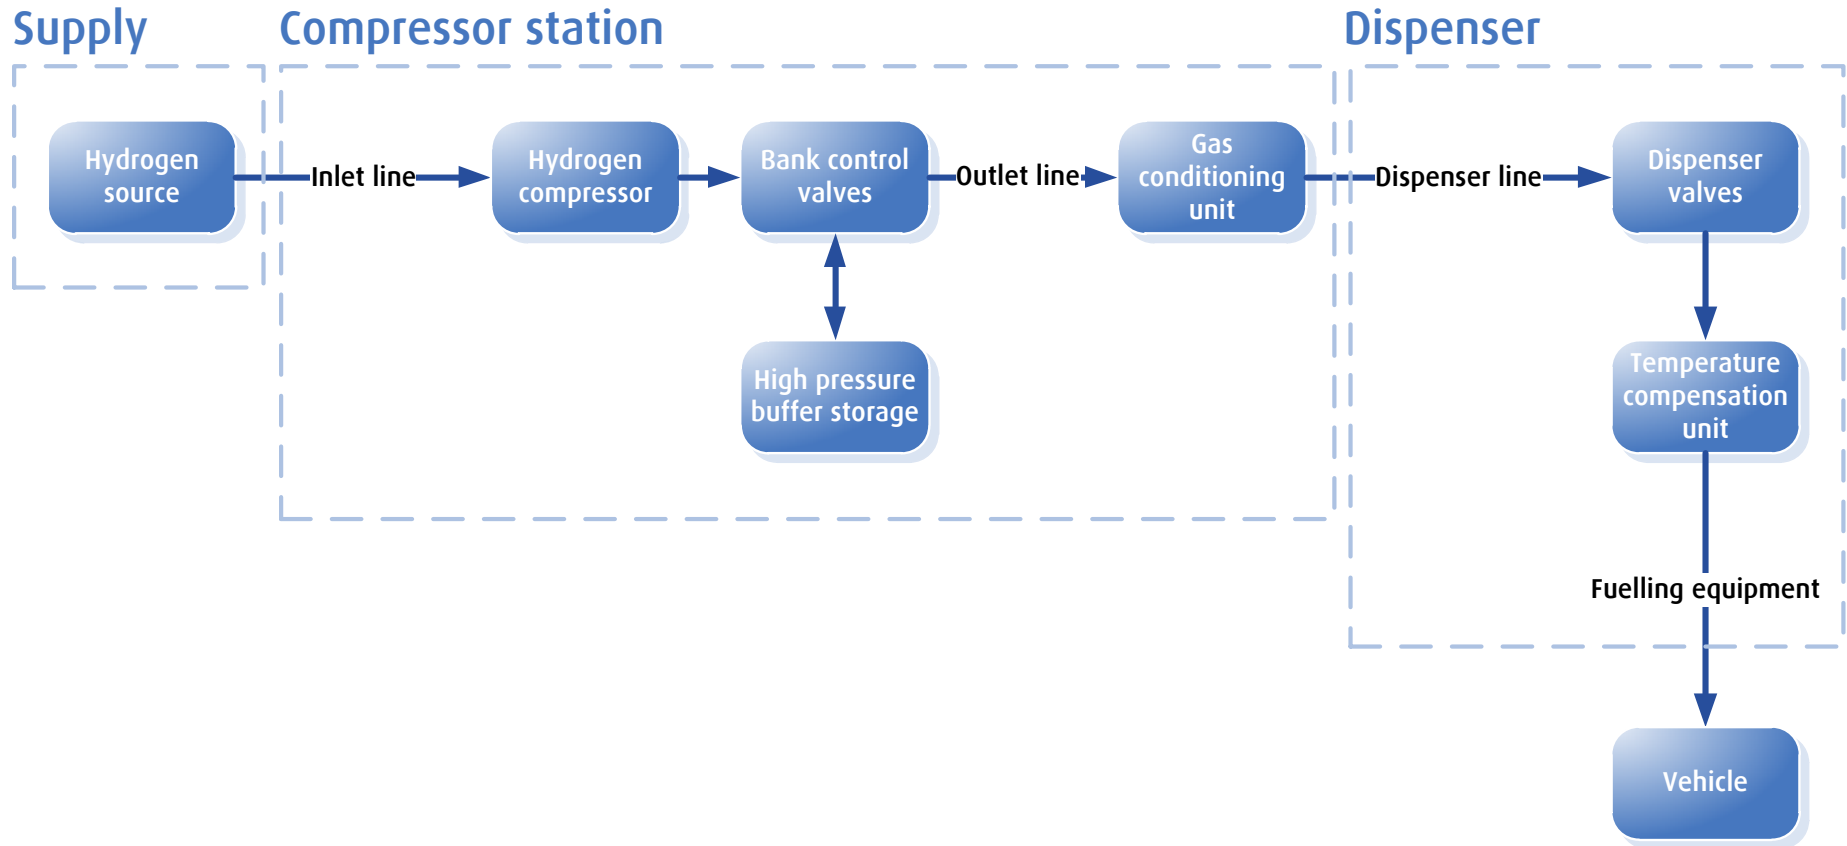 Supply
Compressor station
Dispenser
Hydrogen
source
Inlet line
Hydrogen
compressor
Bank control
valves
Outlet line
Gas
conditioning
unit
Dispenser line
Dispenser
valves
High pressure
buffer storage
Temperature
compensation
unit
Fuelling equipment
Vehicle